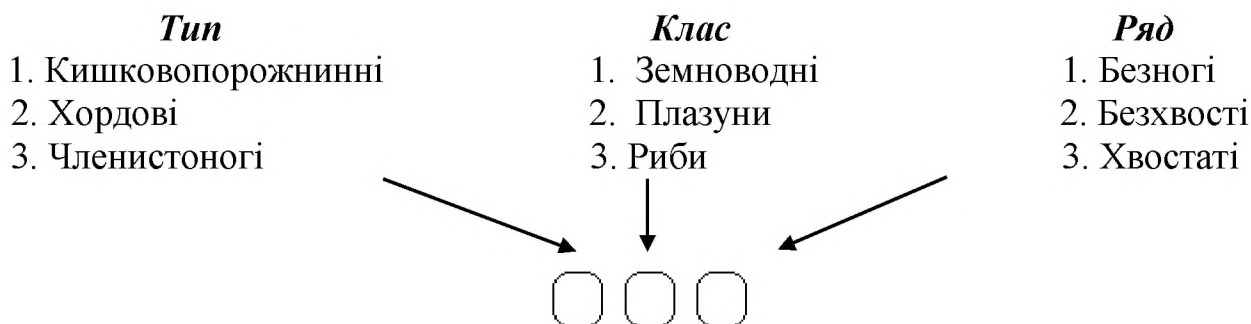 Тип Клас Ряд
1. Кишковопорожнинні 1. Земноводні 1. Безногі
2. Хордові 2. Плазуни 2. Безхвості
3. Членистоногі 3. Риби 3. Хвостаті